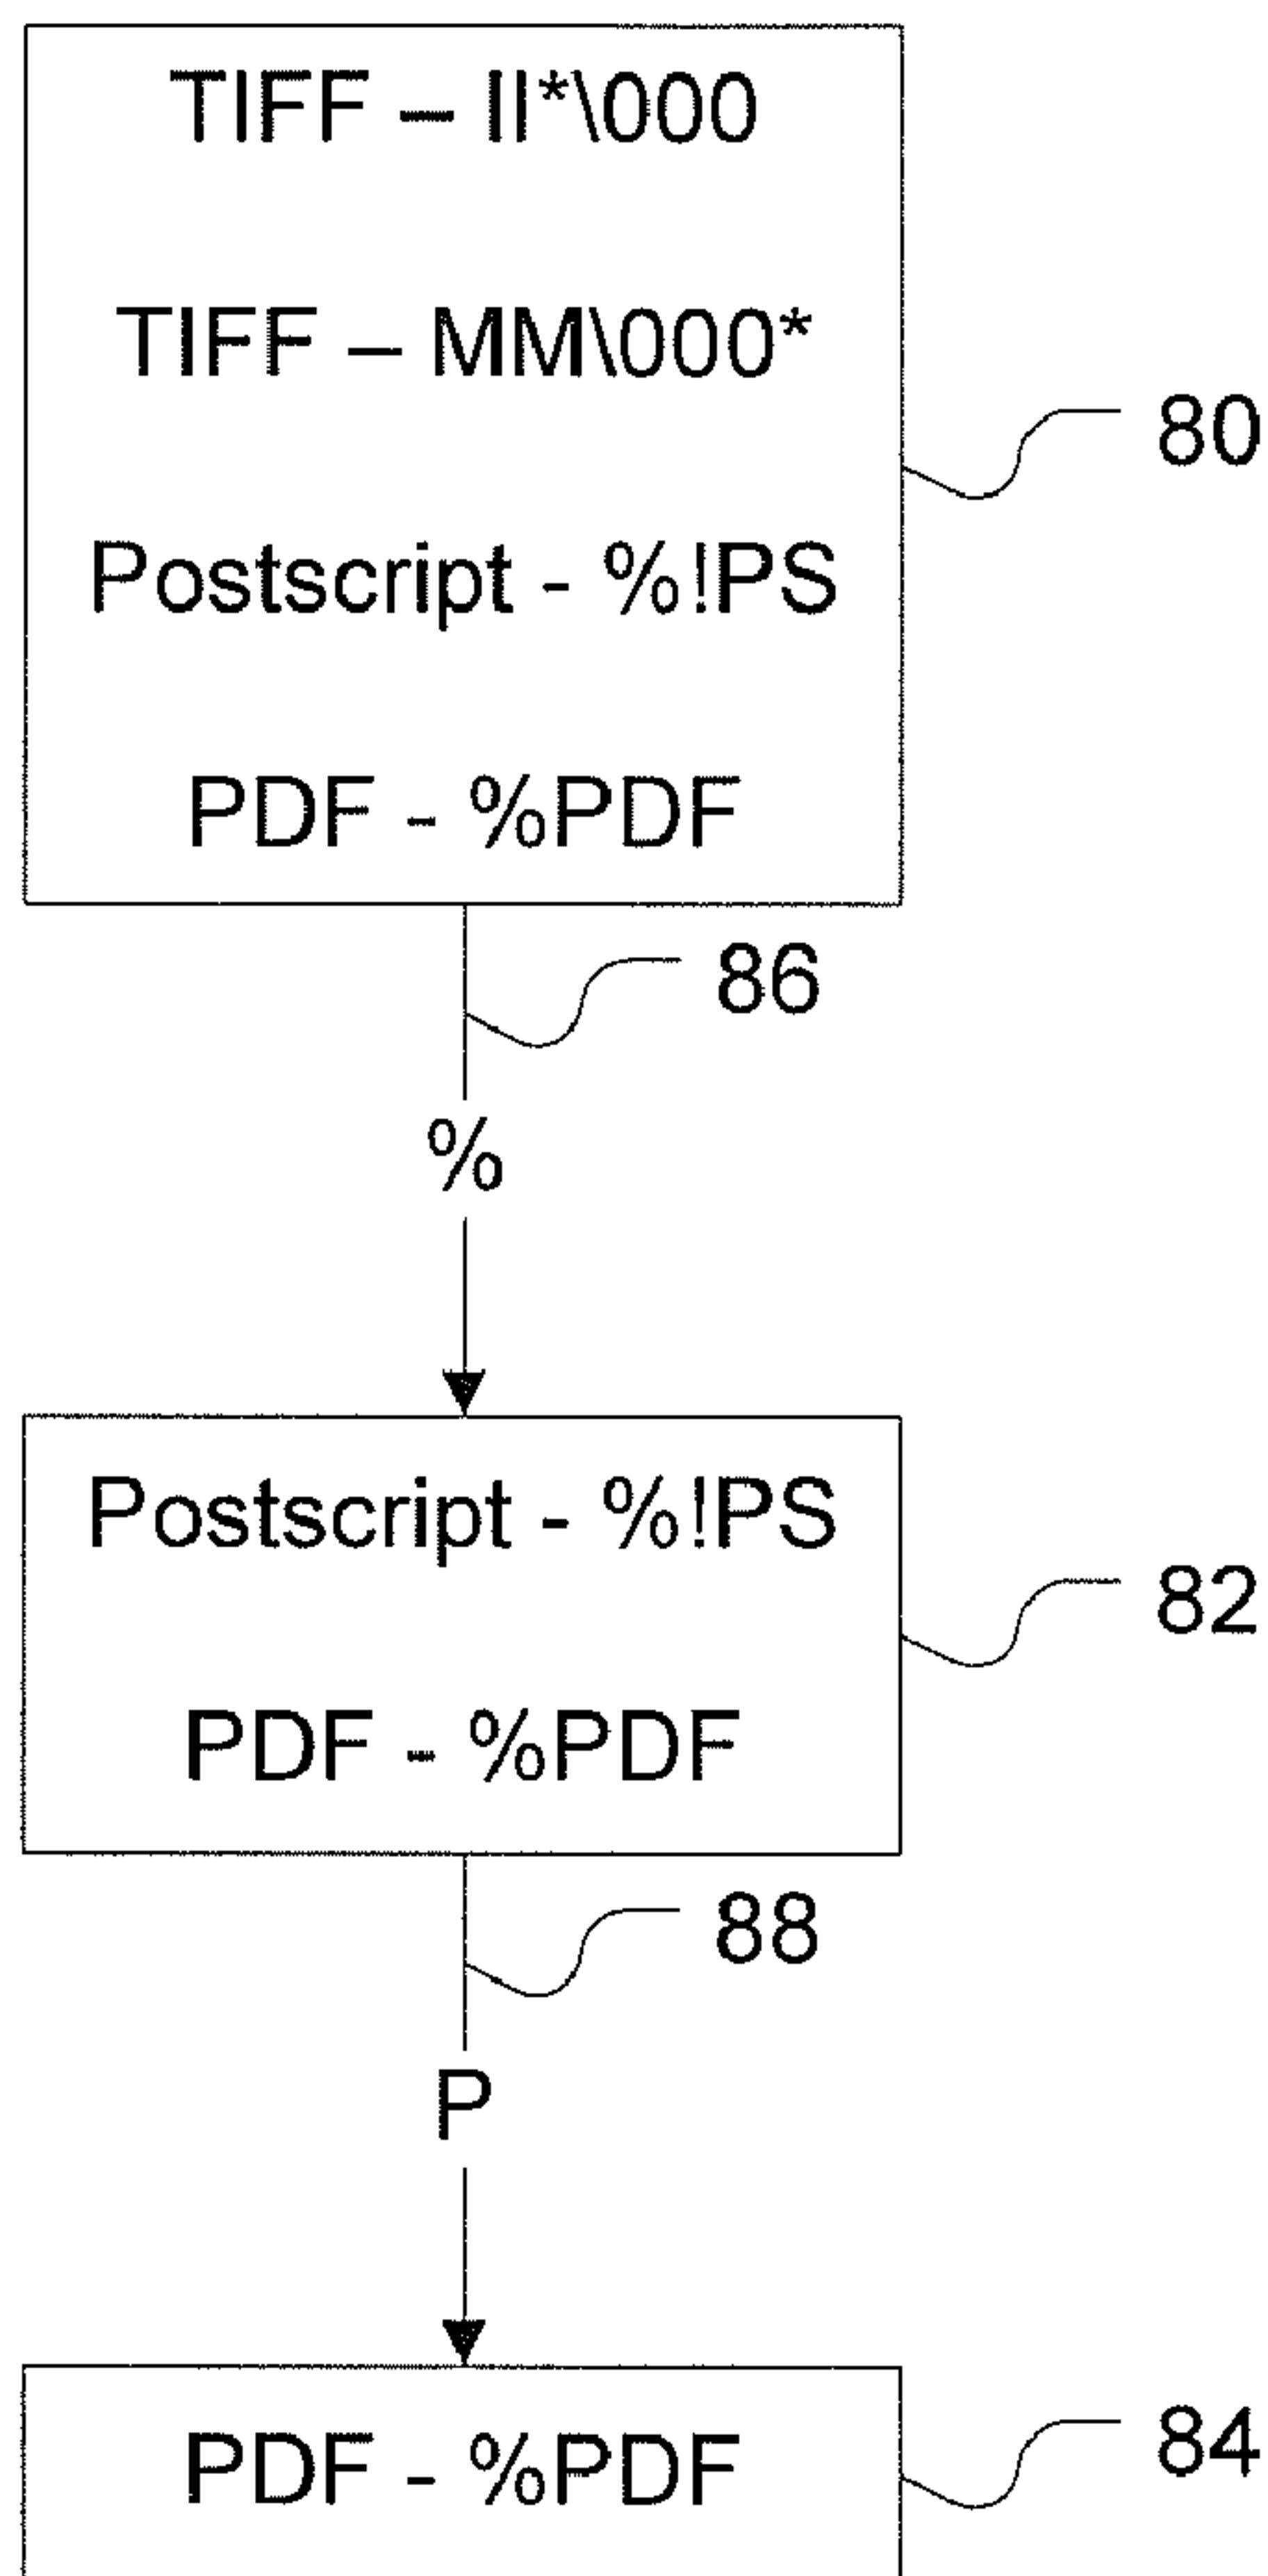 TIFF – II*\000
TIFF – MM\000*
80
Postscript - %!PS
PDF - %PDF
86
%
Postscript - %!PS
82
PDF - %PDF
88
P
PDF - %PDF
84